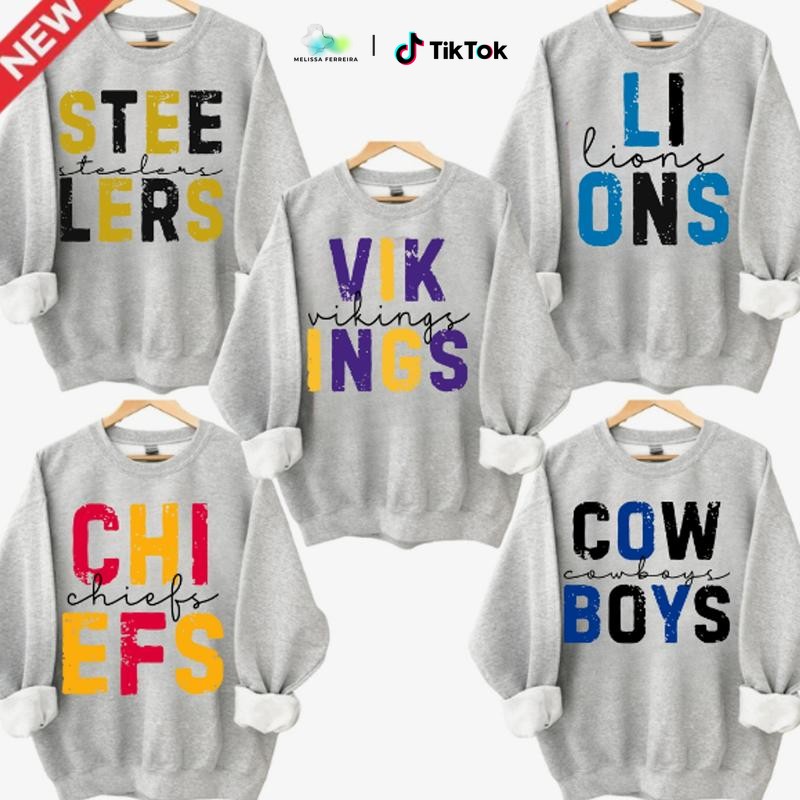 NEW
MELISSA FERREIRA
TikTok
STEE
steelers
LERS
LI
lions
ONS
VIK
vikings
INGS
CHI
chiefs
EFS
COW
cowboys
BOYS